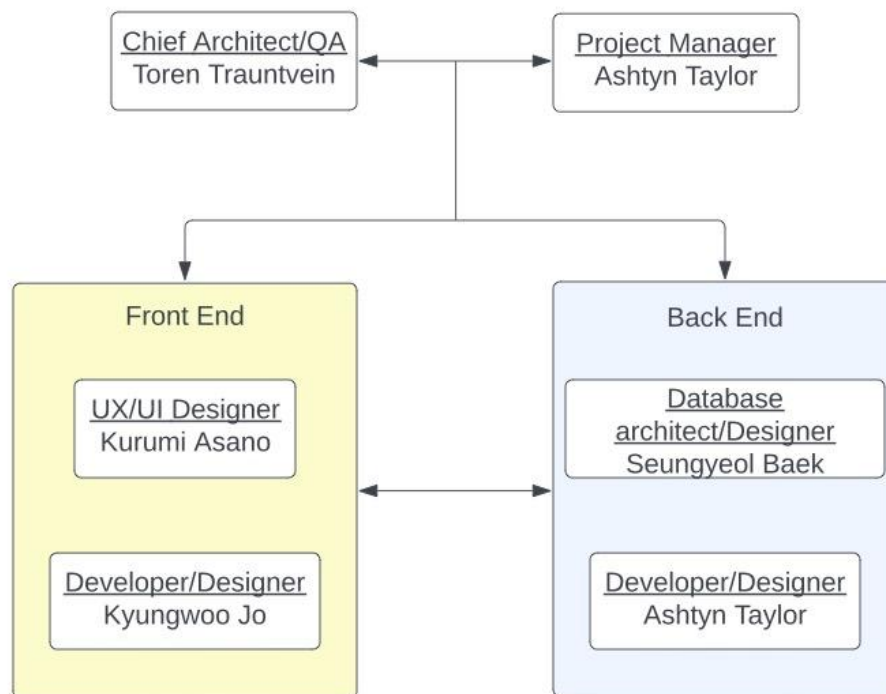 Chief Architect/QA
Toren Trauntvein
Project Manager
Ashtyn Taylor
Front End
UX/UI Designer
Kurumi Asano
Developer/Designer
Kyungwoo Jo
Back End
Database
architect/Designer
Seungyeol Baek
Developer/Designer
Ashtyn Taylor